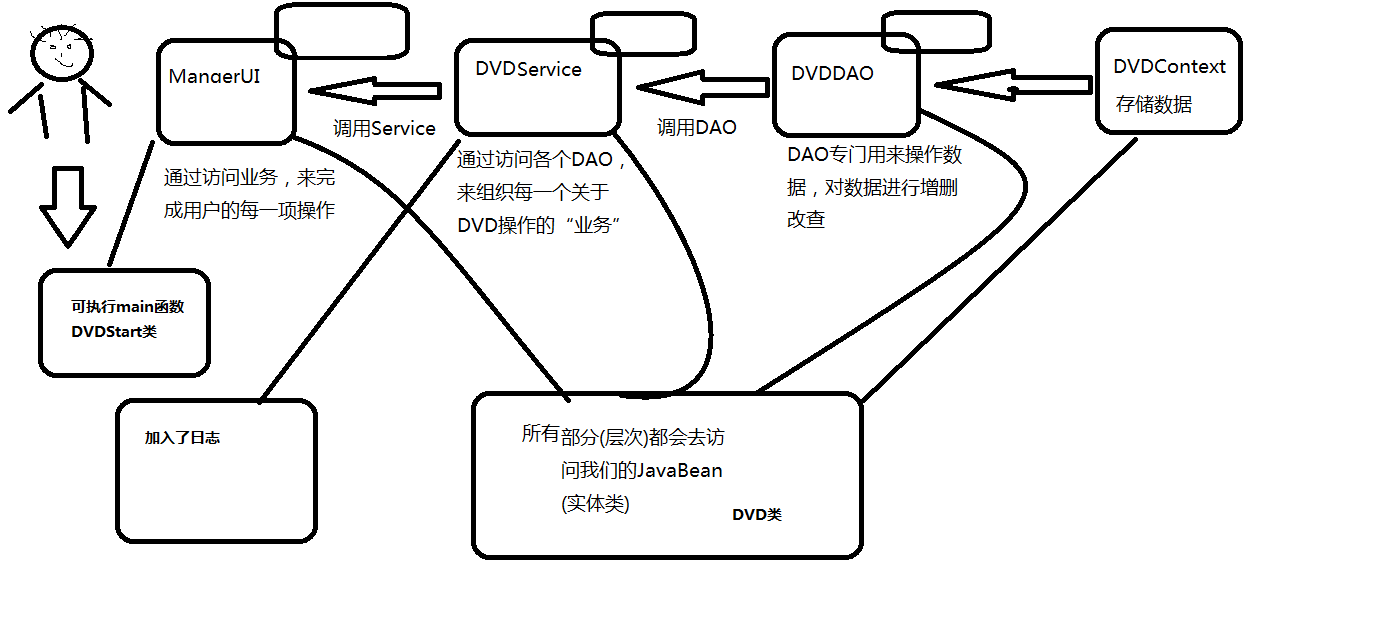 MangerUI
DVDService
DVDDAO
DVDContext
存储数据
调用Service
调用DAO
通过访问业务，来完
成用户的每一项操作
通过访问各个DAO，
来组织每一个关于
DVD操作的“业务”
DAO专门用来操作数
据，对数据进行增删
改查
可执行main函数
DVDStart类
加入了日志
所有部分(层次)都会去访
问我们的JavaBean
(实体类)
DVD类